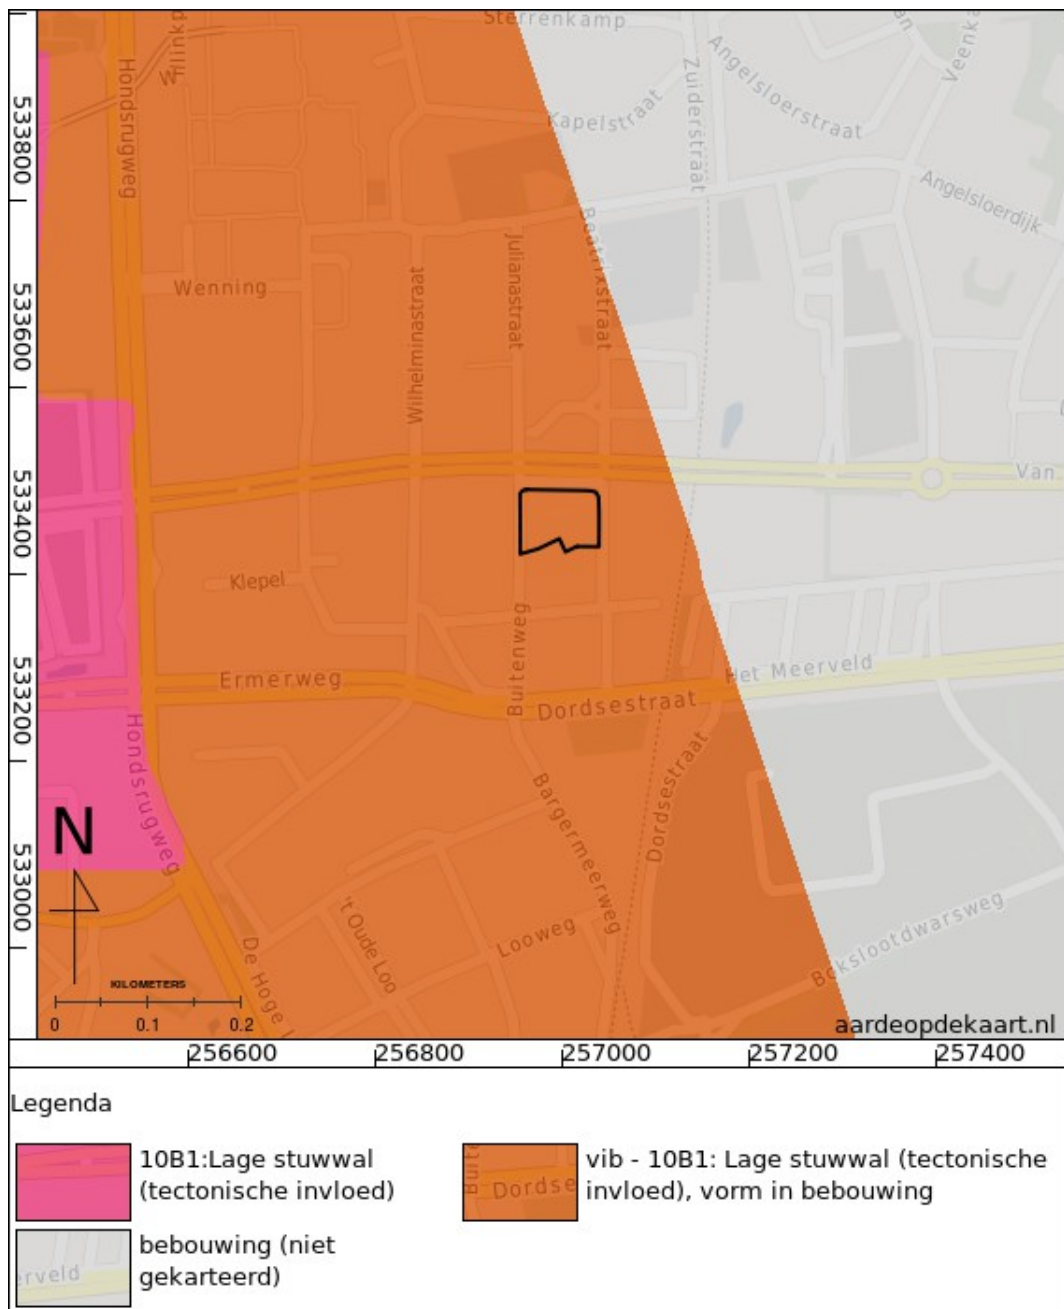 Sterrenkamp
Hondsrugweg
Zuiderstraat
Angelsloerstraat
Kapelstraat
Angelsloerdijk
Beatrixstraat
Julianastraat
Wilhelminastraat
Wenning
Van
Klepel
Buitenweg
Ermerweg
Dordsestraat
Het Meerveld
Hondsrugweg
Dordsestraat
Bargermeerweg
Looweg
't Oude Loo
De Hoge
Bokslootdwarsweg
533800
533600
533400
533200
533000
N
KILOMETERS
0 0.1 0.2
aardeopdekaart.nl
256600 256800 257000 257200 257400
Legenda
10B1:Lage stuwwal
(tectonische invloed)
vib - 10B1: Lage stuwwal (tectonische
invloed), vorm in bebouwing
Buite
Dordse
bebouwing (niet
gekarteerd)
erveld